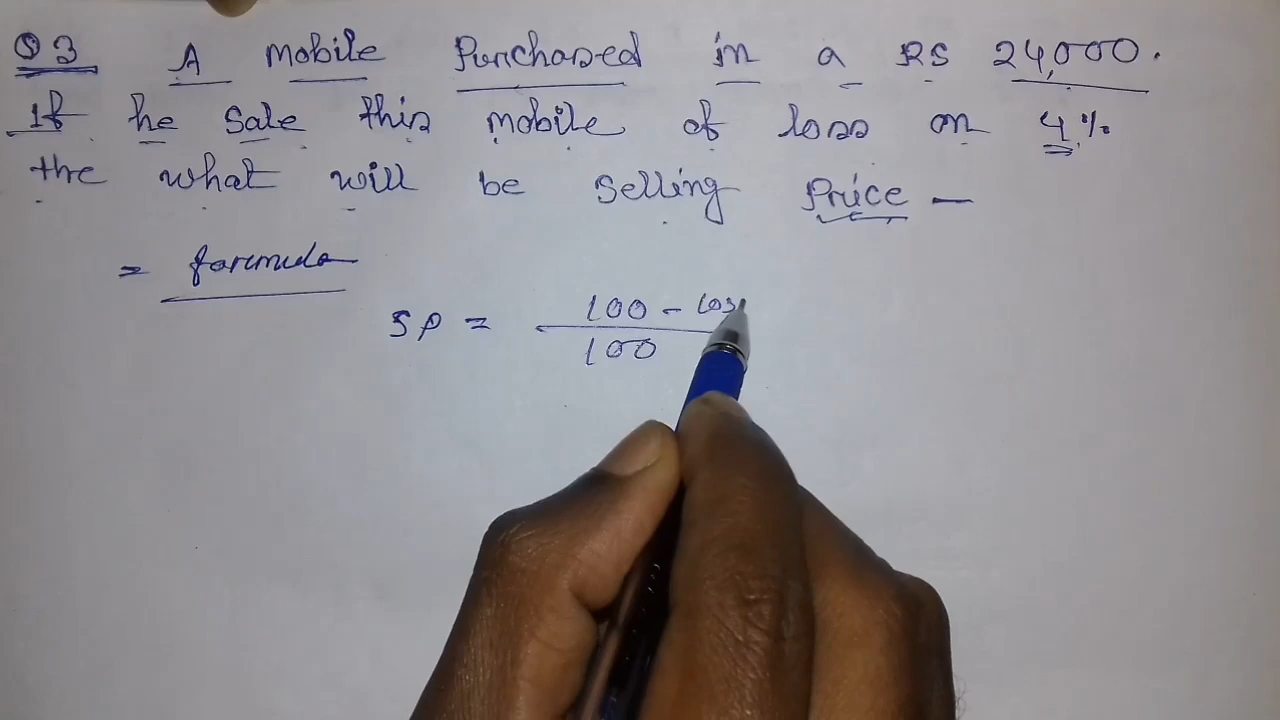 Q3 A mobile Purchased in a RS 24,000.
If he sale this mobile of loss on 4%
the what will be selling Price —
= formula
SP = 100 - los
100